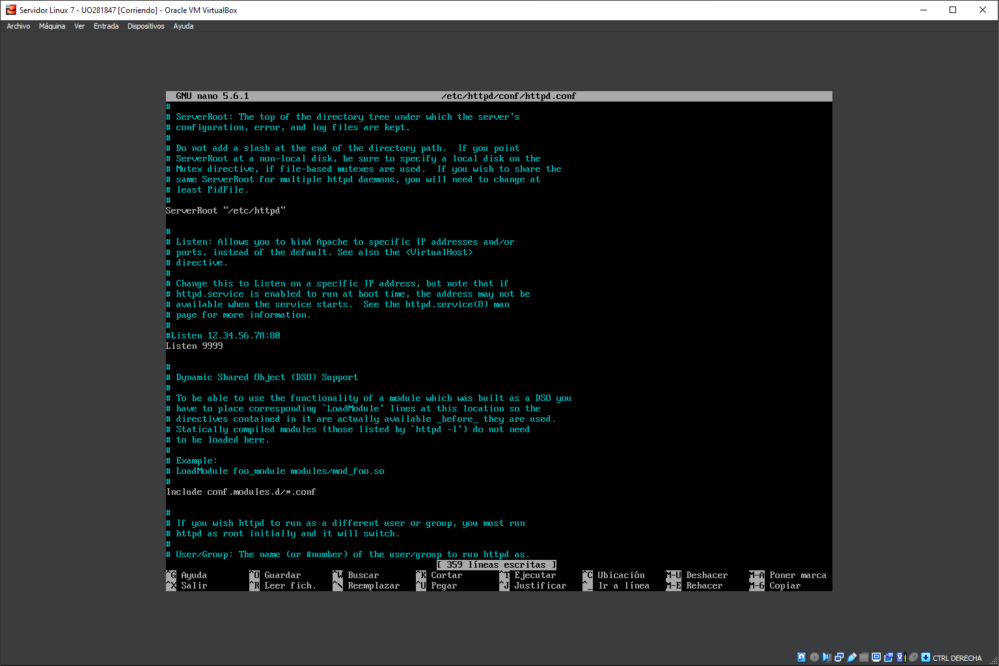 Servidor Linux 7 - UO281847 [Corriendo] - Oracle VM VirtualBox
Archivo Máquina Ver Entrada Dispositivos Ayuda
GNU nano 5.6.1 /etc/httpd/conf/httpd.conf
#
# ServerRoot: The top of the directory tree under which the server's
# configuration, error, and log files are kept.
#
# Do not add a slash at the end of the directory path.  If you point
# ServerRoot at a non-local disk, be sure to specify a local disk on the
# Mutex directive, if file-based mutexes are used.  If you wish to share the
# same ServerRoot for multiple httpd daemons, you will need to change at
# least PidFile.
#
ServerRoot "/etc/httpd"
#
# Listen: Allows you to bind Apache to specific IP addresses and/or
# ports, instead of the default. See also the <VirtualHost>
# directive.
#
# Change this to Listen on a specific IP address, but note that if
# httpd.service is enabled to run at boot time, the address may not be
# available when the service starts.  See the httpd.service(8) man
# page for more information.
#
#Listen 12.34.56.78:80
Listen 9999
#
# Dynamic Shared Object (DSO) Support
#
# To be able to use the functionality of a module which was built as a DSO you
# have to place corresponding `LoadModule' lines at this location so the
# directives contained in it are actually available _before_ they are used.
# Statically compiled modules (those listed by `httpd -l') do not need
# to be loaded here.
#
# Example:
# LoadModule foo_module modules/mod_foo.so
#
Include conf.modules.d/*.conf
#
# If you wish httpd to run as a different user or group, you must run
# httpd as root initially and it will switch.
#
# User/Group: The name (or #number) of the user/group to run httpd as.
[ 359 líneas escritas ]
^G Ayuda ^O Guardar ^W Buscar ^K Cortar ^T Ejecutar ^C Ubicación M-U Deshacer M-A Poner marca
^X Salir ^R Leer fich. ^\ Reemplazar ^U Pegar ^J Justificar ^_ Ir a línea M-E Rehacer M-6 Copiar
CTRL DERECHA